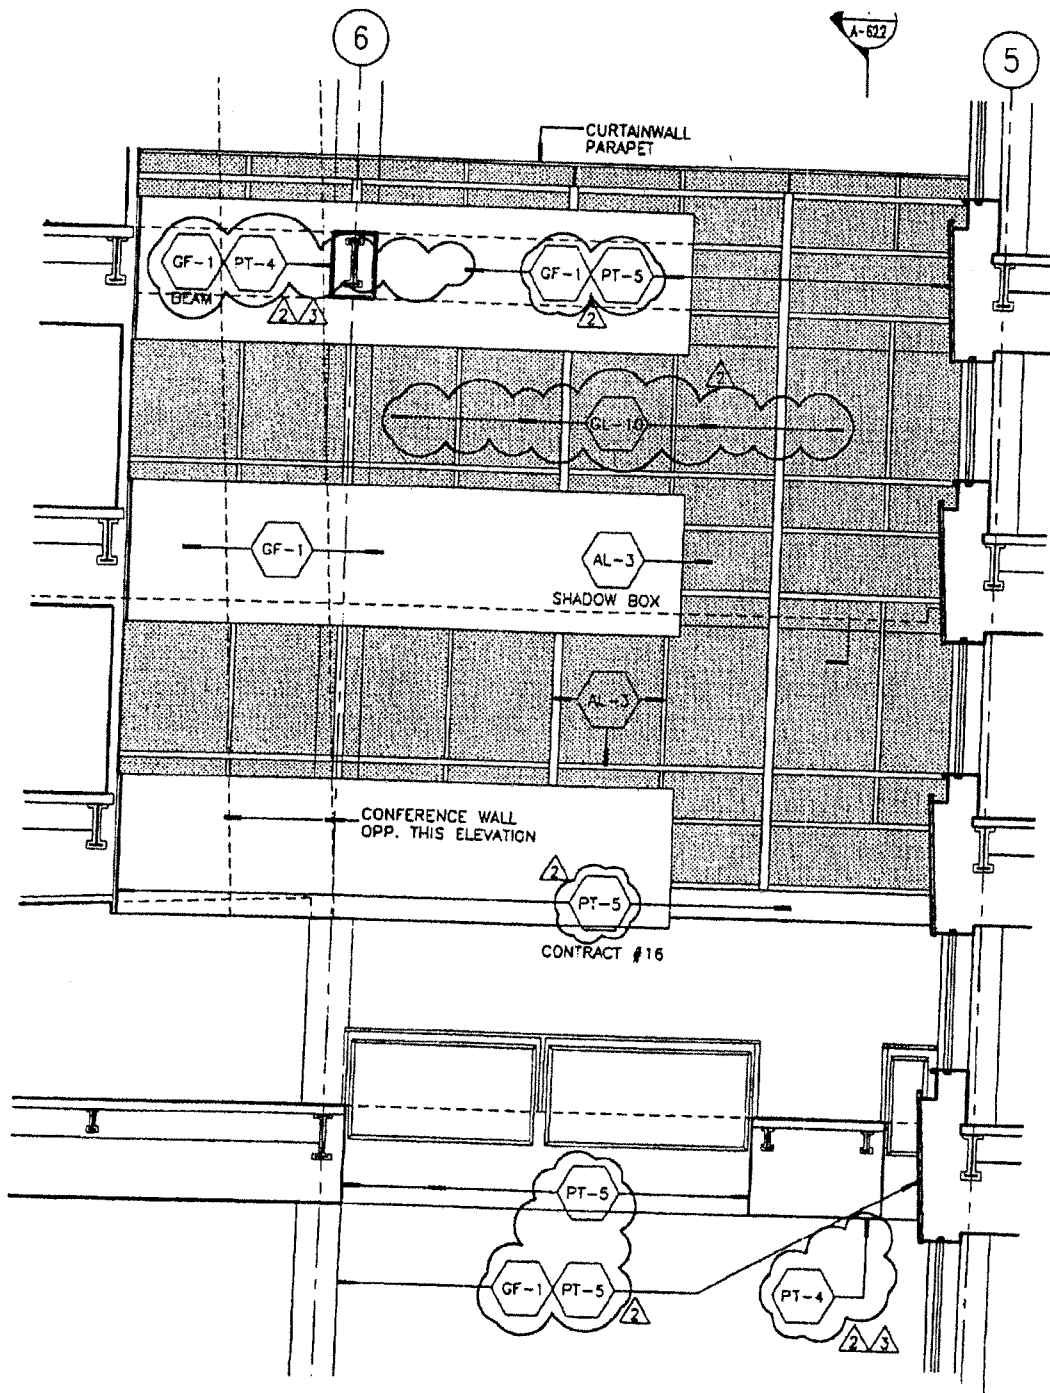 6
A-622
5
CURTAINWALL
PARAPET
GF-1 PT-4
BEAM
2 3
GF-1 PT-5
2
2
GL-10
GF-1
AL-3
SHADOW BOX
AL-3
CONFERENCE WALL
OPP. THIS ELEVATION
2
PT-5
CONTRACT #16
PT-5
GF-1 PT-5
2
PT-4
2 3